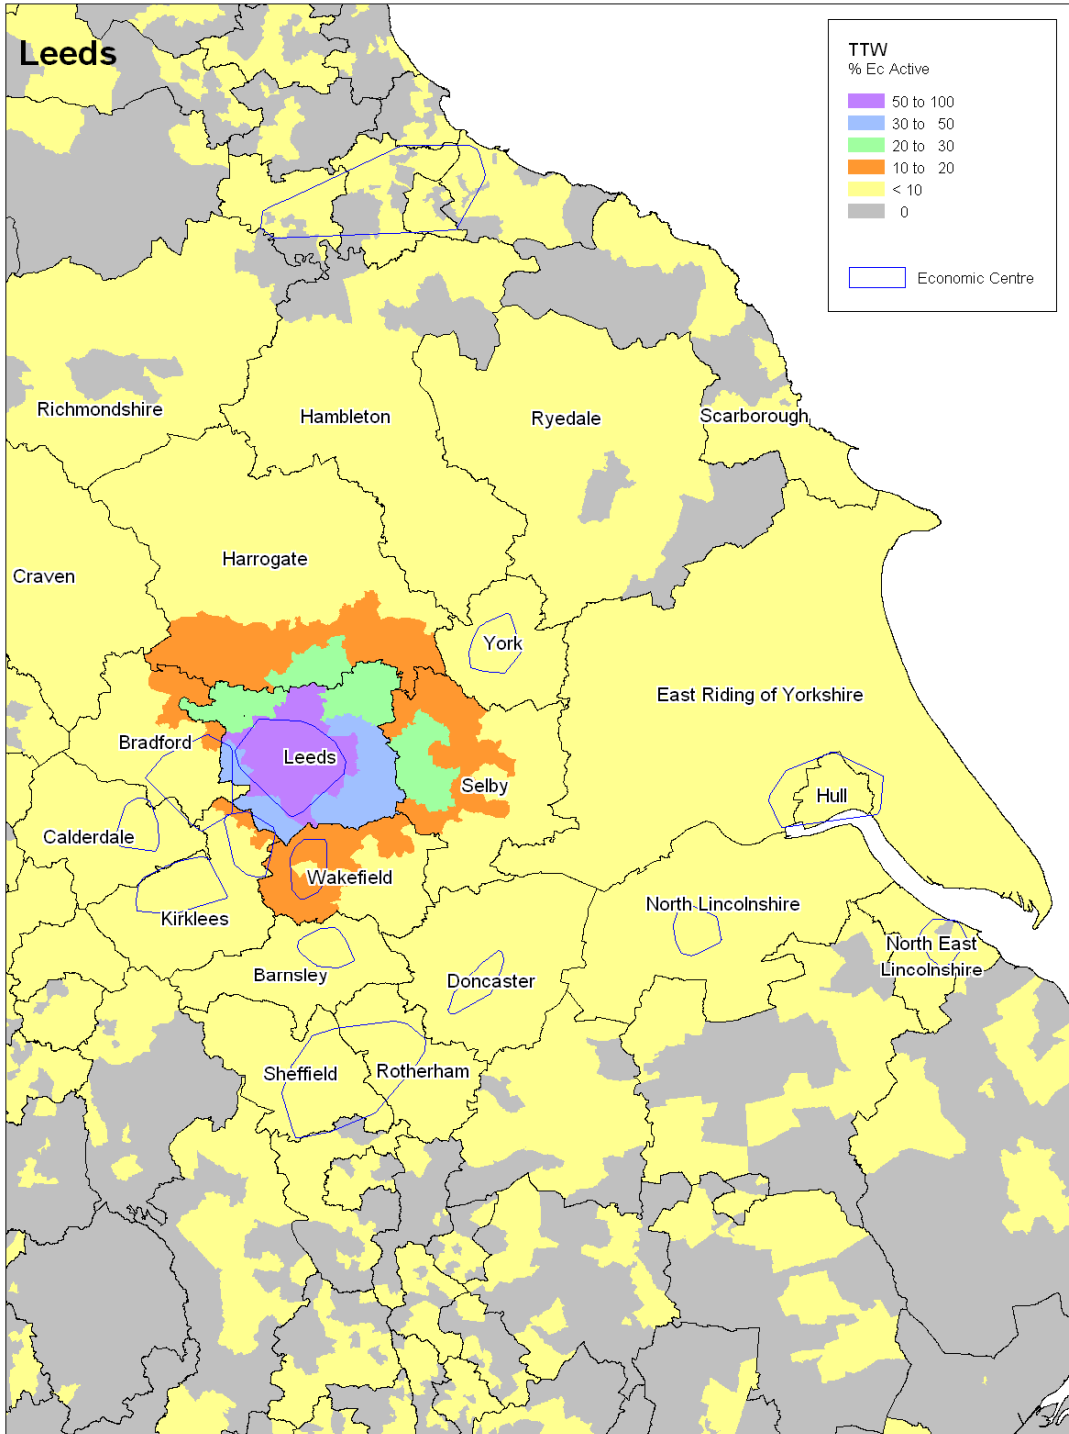 Leeds
TTW
% Ec Active
50 to 100
30 to 50
20 to 30
10 to 20
< 10
0
Economic Centre
Richmondshire
Hambleton
Ryedale
Scarborough
Harrogate
Craven
York
East Riding of Yorkshire
Bradford
Leeds
Selby
Hull
Calderdale
Wakefield
Kirklees
North Lincolnshire
North East
Lincolnshire
Barnsley
Doncaster
Sheffield
Rotherham